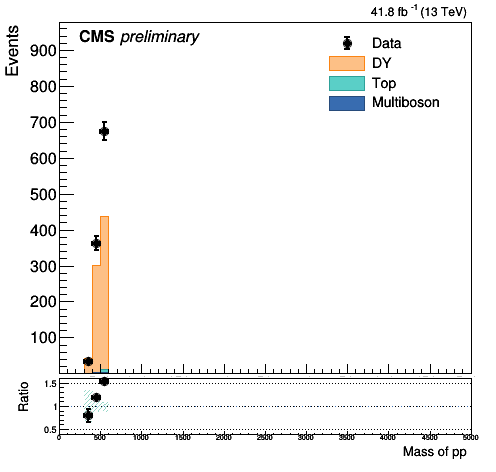 41.8 fb⁻¹ (13 TeV)
CMS preliminary
Events
Data
DY
Top
Multiboson
900
800
700
600
500
400
300
200
100
Ratio
1.5
1
0.5
0 500 1000 1500 2000 2500 3000 3500 4000 4500 5000
Mass of pp